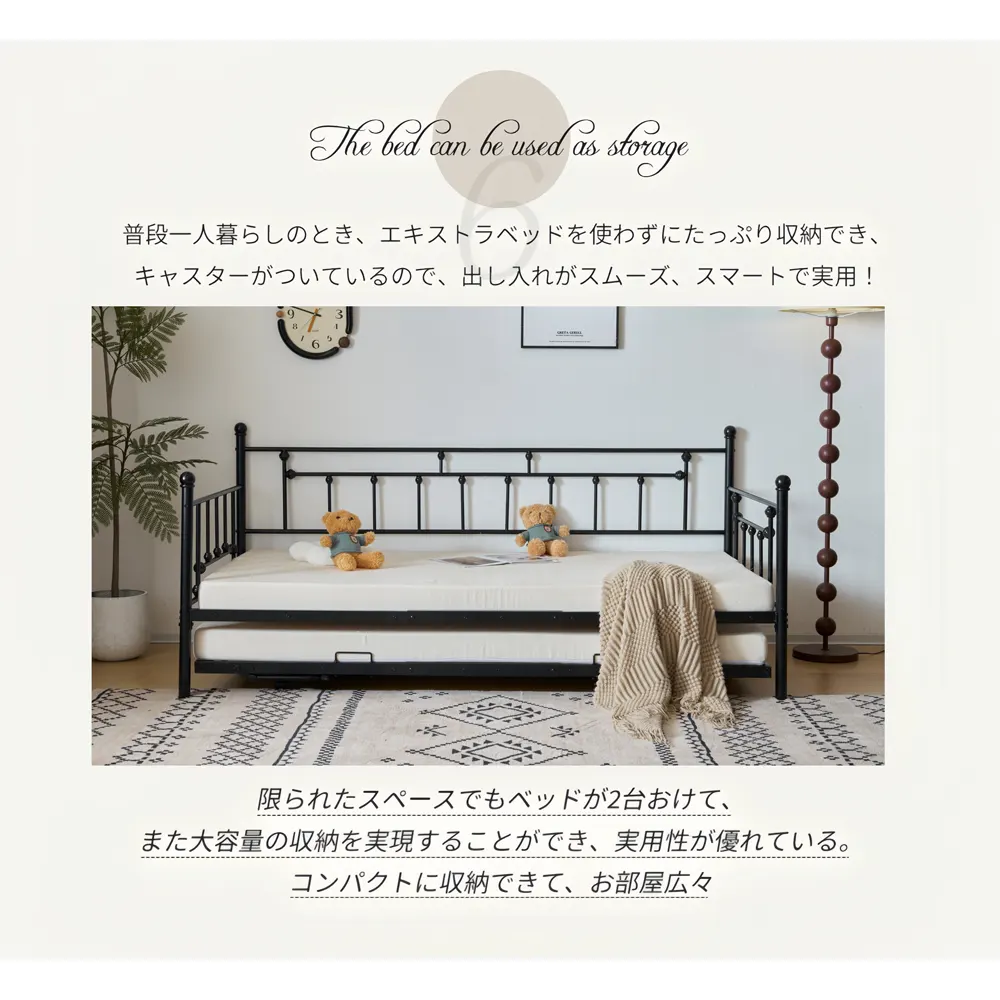 The bed can be used as storage
6
普段一人暮らしのとき、エキストラベッドを使わずにたっぷり収納でき、
キャスターがついているので、出し入れがスムーズ、スマートで実用！
9
3
限られたスペースでもベッドが2台おけて、
また大容量の収納を実現することができ、実用性が優れている。
コンパクトに収納できて、お部屋広々